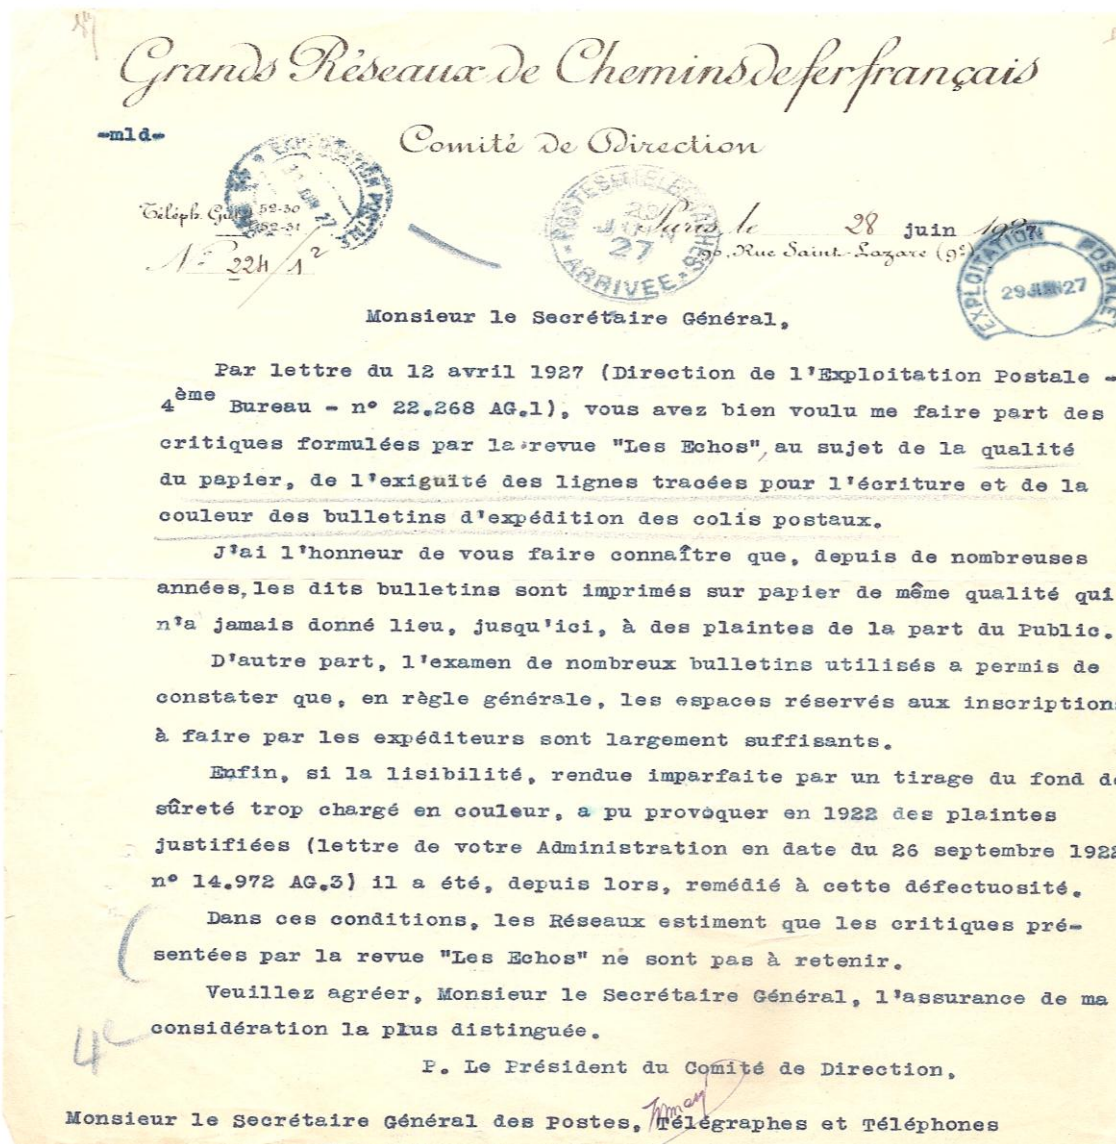 Grands Réseaux de Chemins de fer français
-mld-
Comité de Direction
EXPLOITATION POSTALE
JUIN 27
POSTES ET TÉLÉGRAPHES
29
JUIN
27
ARRIVEE
Téléph. Gut. 52-30
52-31
Paris, le 28 juin 1927
Rue Saint-Lazare (9e)
N° 224/1²
EXPLOITATION POSTALE
29 JUIN 27
Monsieur le Secrétaire Général,
Par lettre du 12 avril 1927 (Direction de l'Exploitation Postale -
4ème Bureau - n° 22.268 AG.1), vous avez bien voulu me faire part des
critiques formulées par la revue "Les Echos", au sujet de la qualité
du papier, de l'exiguïté des lignes tracées pour l'écriture et de la
couleur des bulletins d'expédition des colis postaux.
J'ai l'honneur de vous faire connaître que, depuis de nombreuses
années, les dits bulletins sont imprimés sur papier de même qualité qui
n'a jamais donné lieu, jusqu'ici, à des plaintes de la part du Public.
D'autre part, l'examen de nombreux bulletins utilisés a permis de
constater que, en règle générale, les espaces réservés aux inscriptions
à faire par les expéditeurs sont largement suffisants.
Enfin, si la lisibilité, rendue imparfaite par un tirage du fond de
sûreté trop chargé en couleur, a pu provoquer en 1922 des plaintes
justifiées (lettre de votre Administration en date du 26 septembre 1922
n° 14.972 AG.3) il a été, depuis lors, remédié à cette défectuosité.
Dans ces conditions, les Réseaux estiment que les critiques pré-
sentées par la revue "Les Echos" ne sont pas à retenir.
Veuillez agréer, Monsieur le Secrétaire Général, l'assurance de ma
considération la plus distinguée.
4e
P. Le Président du Comité de Direction,
Monsieur le Secrétaire Général des Postes, Télégraphes et Téléphones